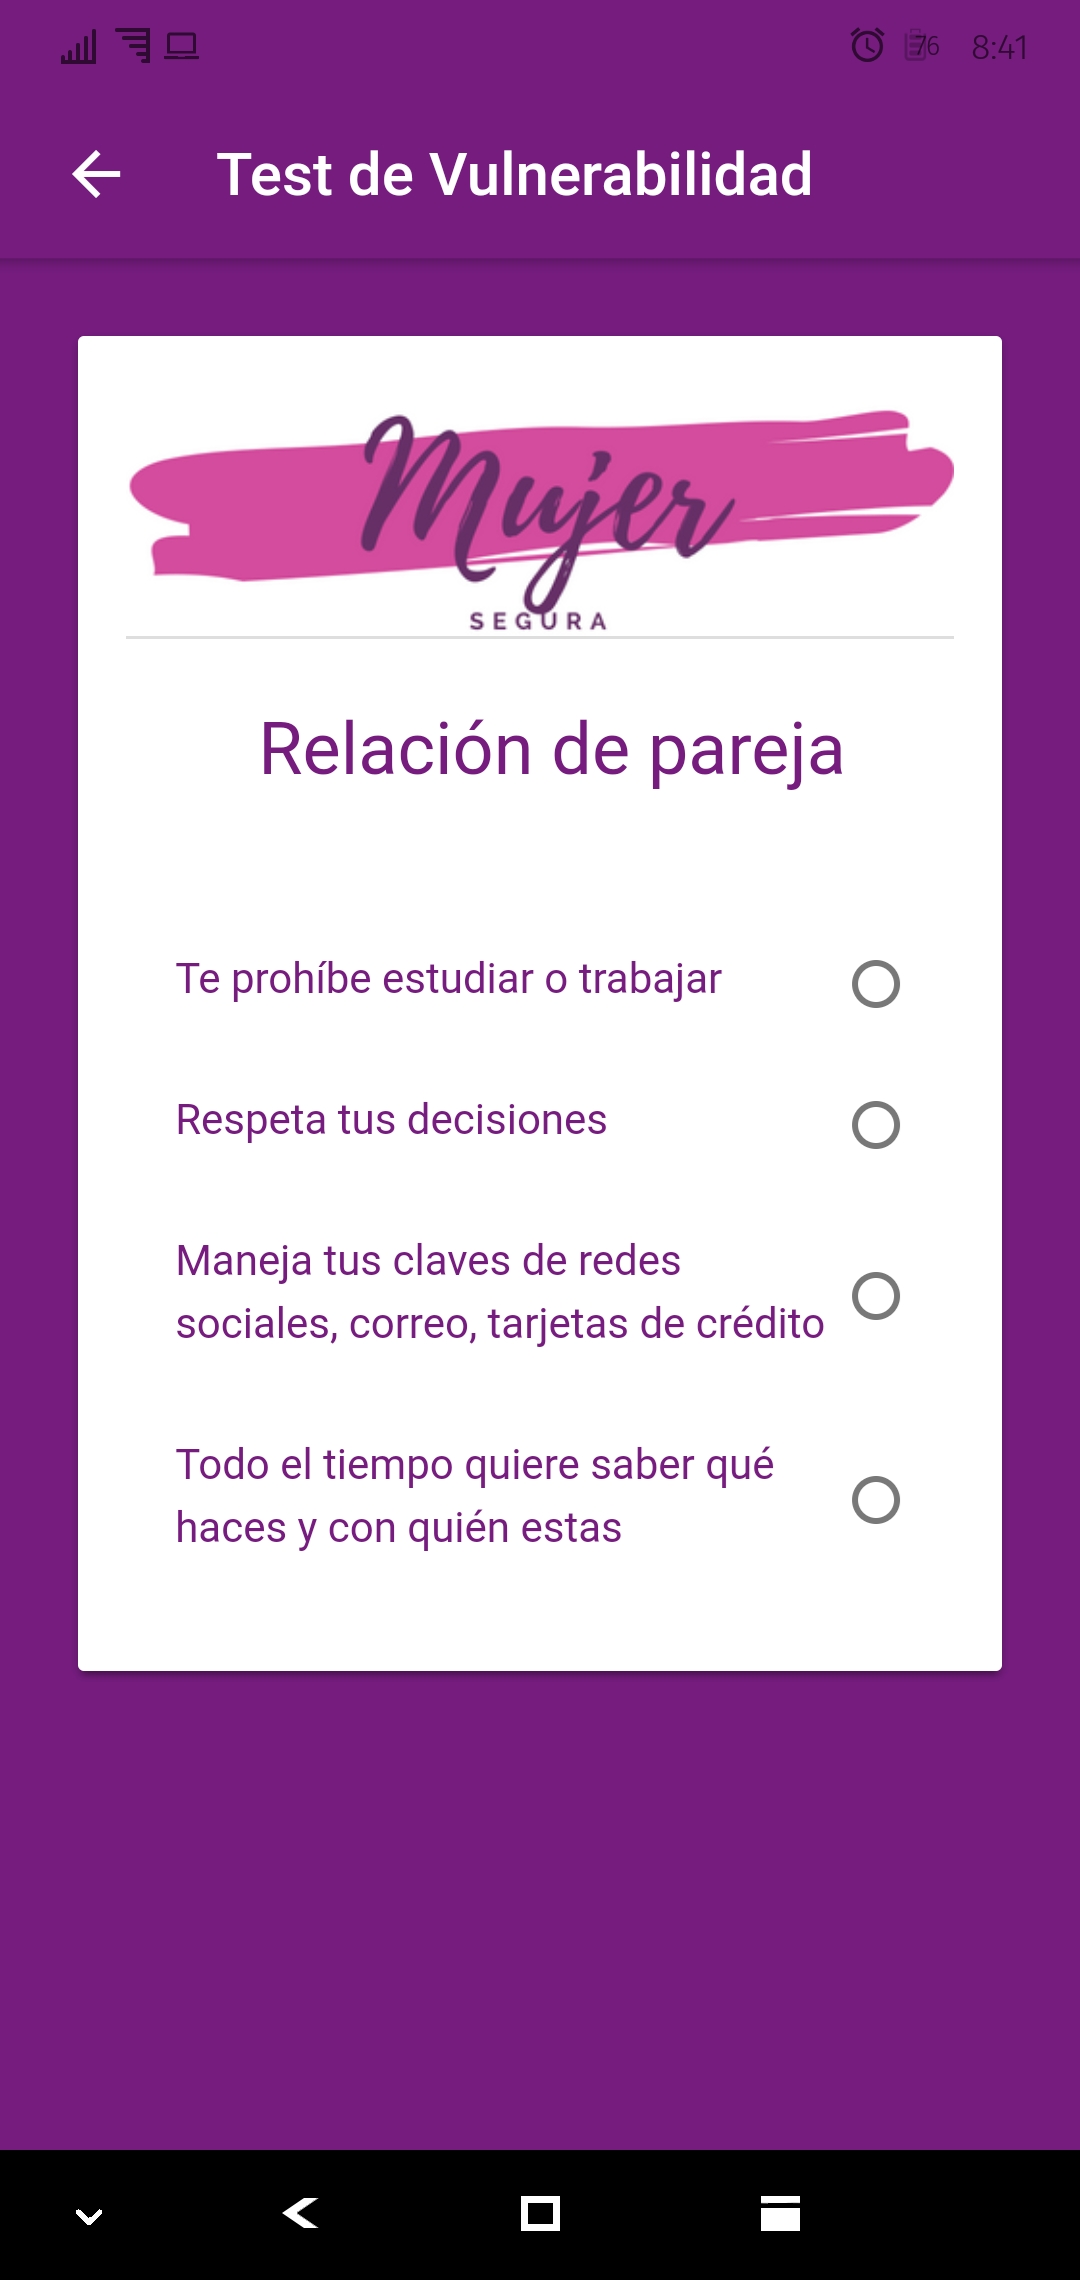 76 8:41
Test de Vulnerabilidad
Mujer
SEGURA
Relación de pareja
Te prohíbe estudiar o trabajar
Respeta tus decisiones
Maneja tus claves de redes
sociales, correo, tarjetas de crédito
Todo el tiempo quiere saber qué
haces y con quién estas